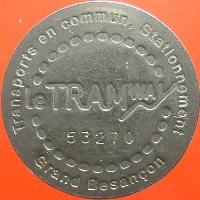 Transports en commun. Stationnement
le TRAMWAY
53270
Grand Besançon